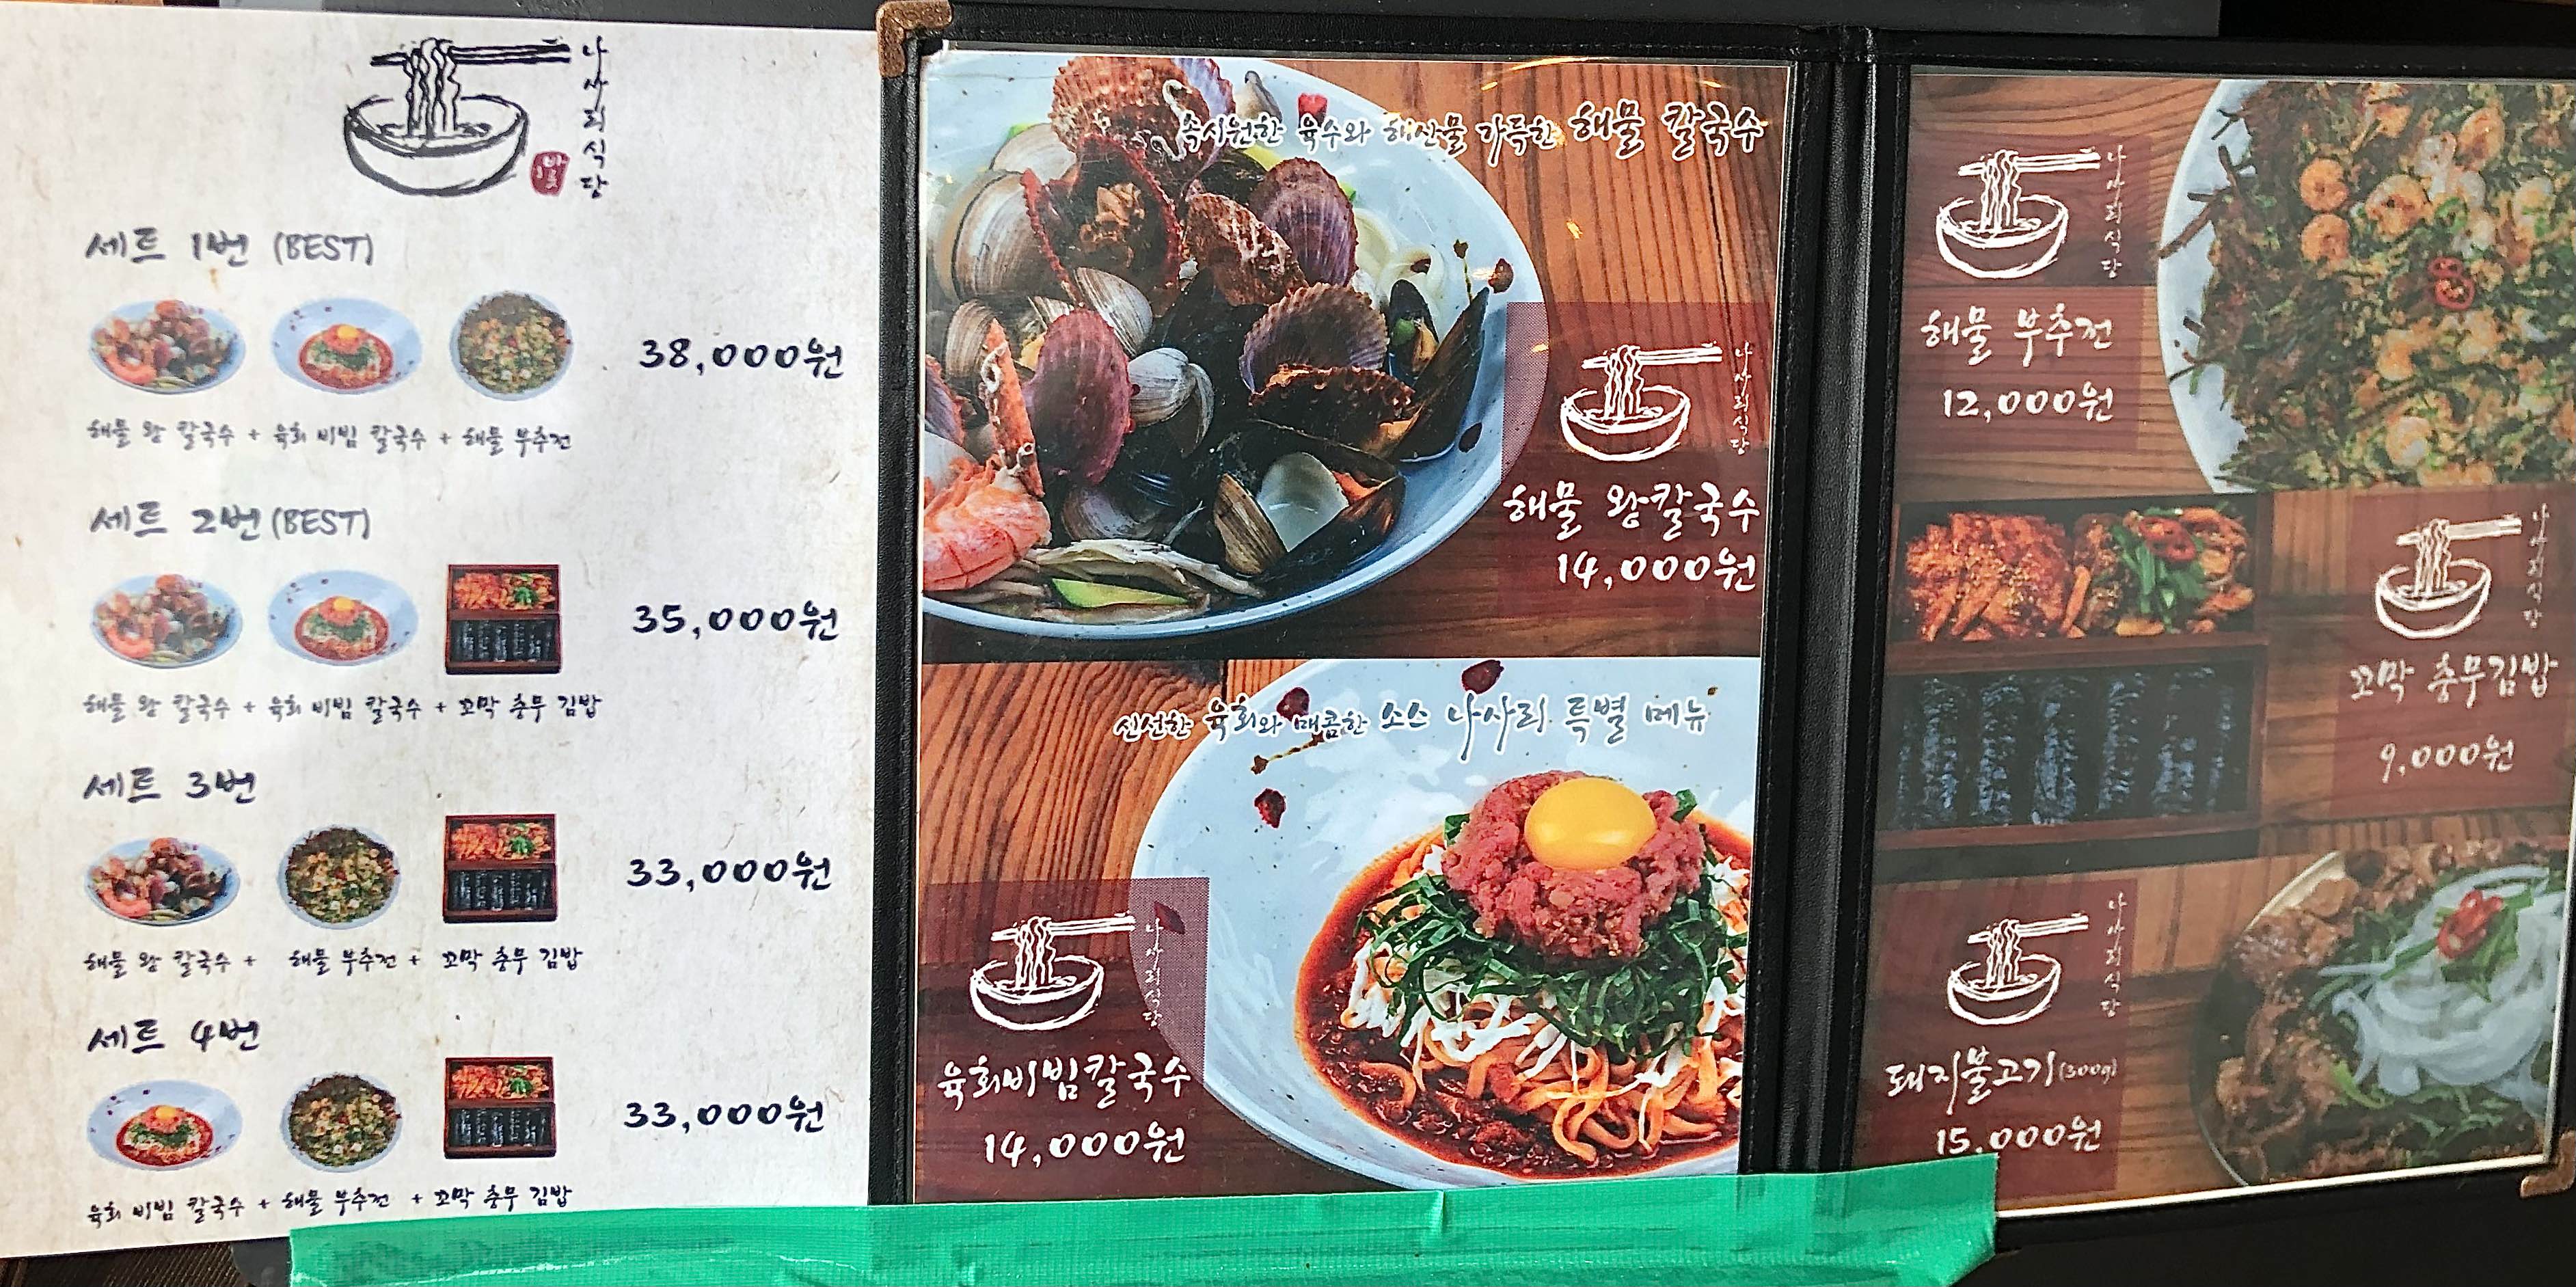 나사리식당
세트 1번 (BEST)
38,000원
해물 왕 칼국수 + 육회 비빔 칼국수 + 해물 부추전
세트 2번 (BEST)
35,000원
해물 왕 칼국수 + 육회 비빔 칼국수 + 꼬막 충무 김밥
세트 3번
33,000원
해물 왕 칼국수 + 해물 부추전 + 꼬막 충무 김밥
세트 4번
33,000원
육회 비빔 칼국수 + 해물 부추전 + 꼬막 충무 김밥
속시원한 육수와 해산물 가득한 해물 칼국수
나사리식당
해물 왕칼국수
14,000원
신선한 육회와 매콤한 소스 나사리 특별 메뉴
나사리식당
육회비빔칼국수
14,000원
나사리식당
해물 부추전
12,000원
나사리식당
꼬막 충무김밥
9,000원
나사리식당
돼지불고기(300g)
15,000원